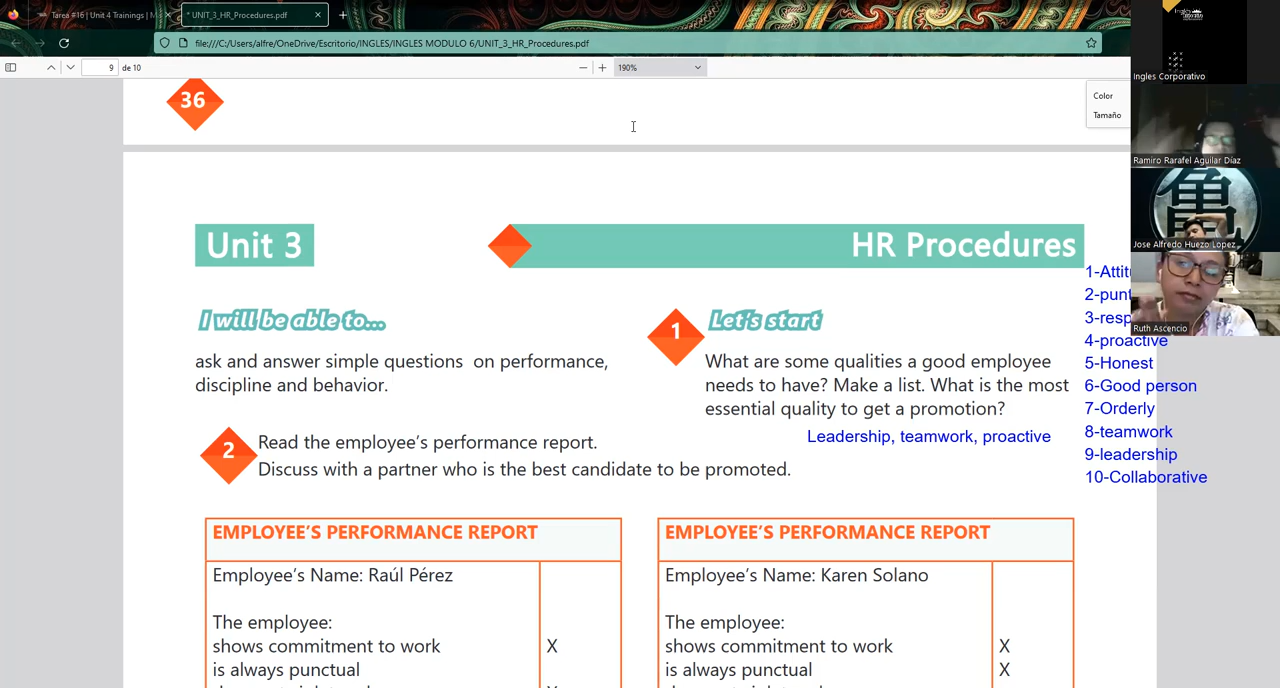 Tarea #16 | Unit 4 Trainings | M
* UNIT_3_HR_Procedures.pdf
file:///C:/Users/alfre/OneDrive/Escritorio/INGLES/INGLES MODULO 6/UNIT_3_HR_Procedures.pdf
9 de 10
190%
Color
Tamaño
Ingles Corporativo
Ramiro Rarafel Aguilar Díaz
Jose Alfredo Huezo Lopez
Ruth Ascencio
36
Unit 3
HR Procedures
I will be able to...
ask and answer simple questions on performance,
discipline and behavior.
1
Let's start
What are some qualities a good employee
needs to have? Make a list. What is the most
essential quality to get a promotion?
Leadership, teamwork, proactive
1-Attit
2-punt
3-resp
4-proactive
5-Honest
6-Good person
7-Orderly
8-teamwork
9-leadership
10-Collaborative
2
Read the employee's performance report.
Discuss with a partner who is the best candidate to be promoted.
EMPLOYEE'S PERFORMANCE REPORT
Employee's Name: Raúl Pérez
The employee:
shows commitment to work X
is always punctual
EMPLOYEE'S PERFORMANCE REPORT
Employee's Name: Karen Solano
The employee:
shows commitment to work X
is always punctual X